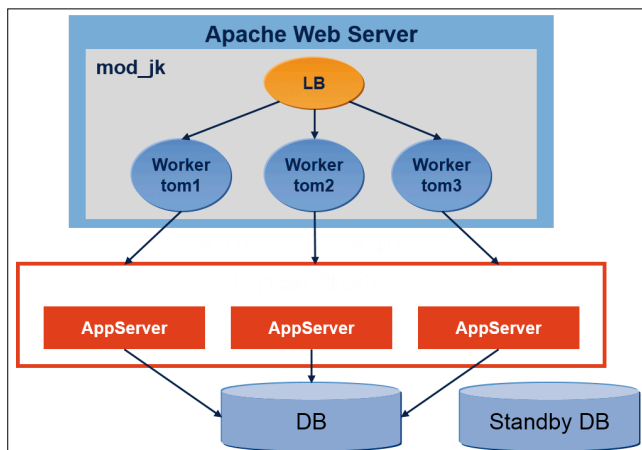 Apache Web Server
mod_jk
LB
Worker
tom1
Worker
tom2
Worker
tom3
AppServer
AppServer
AppServer
DB
Standby DB